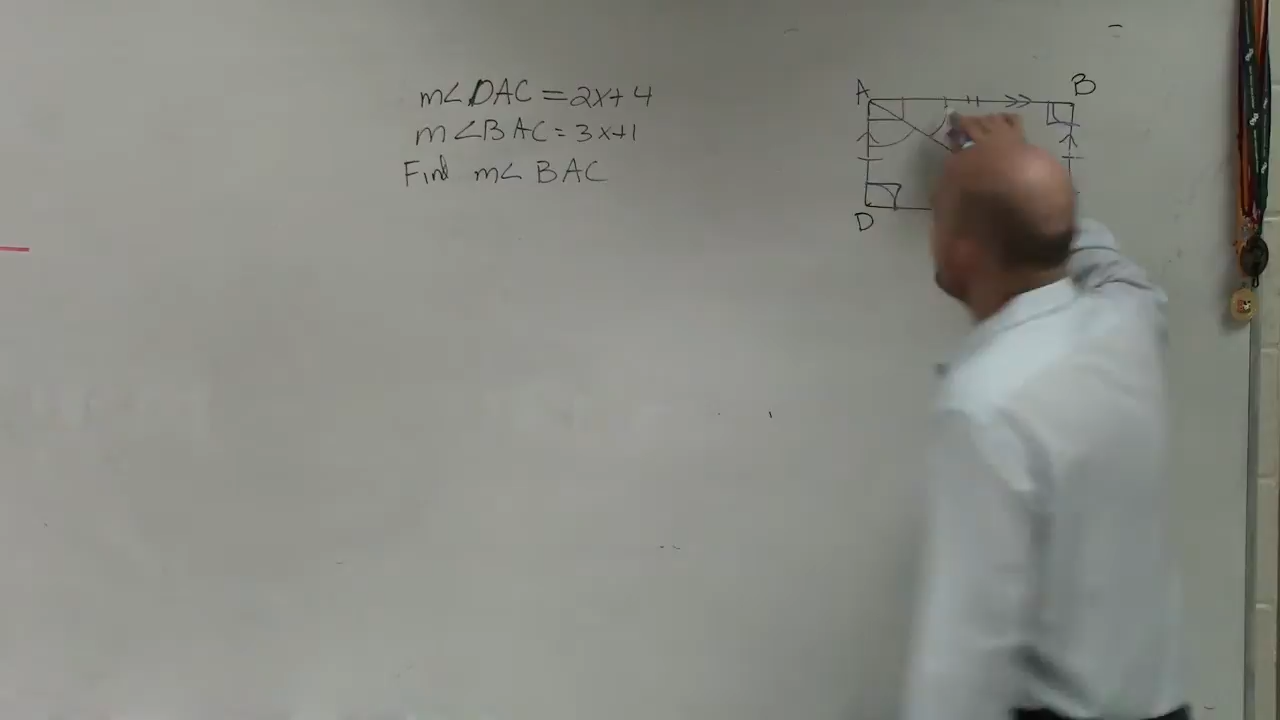 m∠DAC = 2x+4
m∠BAC = 3x+1
Find m∠ BAC
A B
D